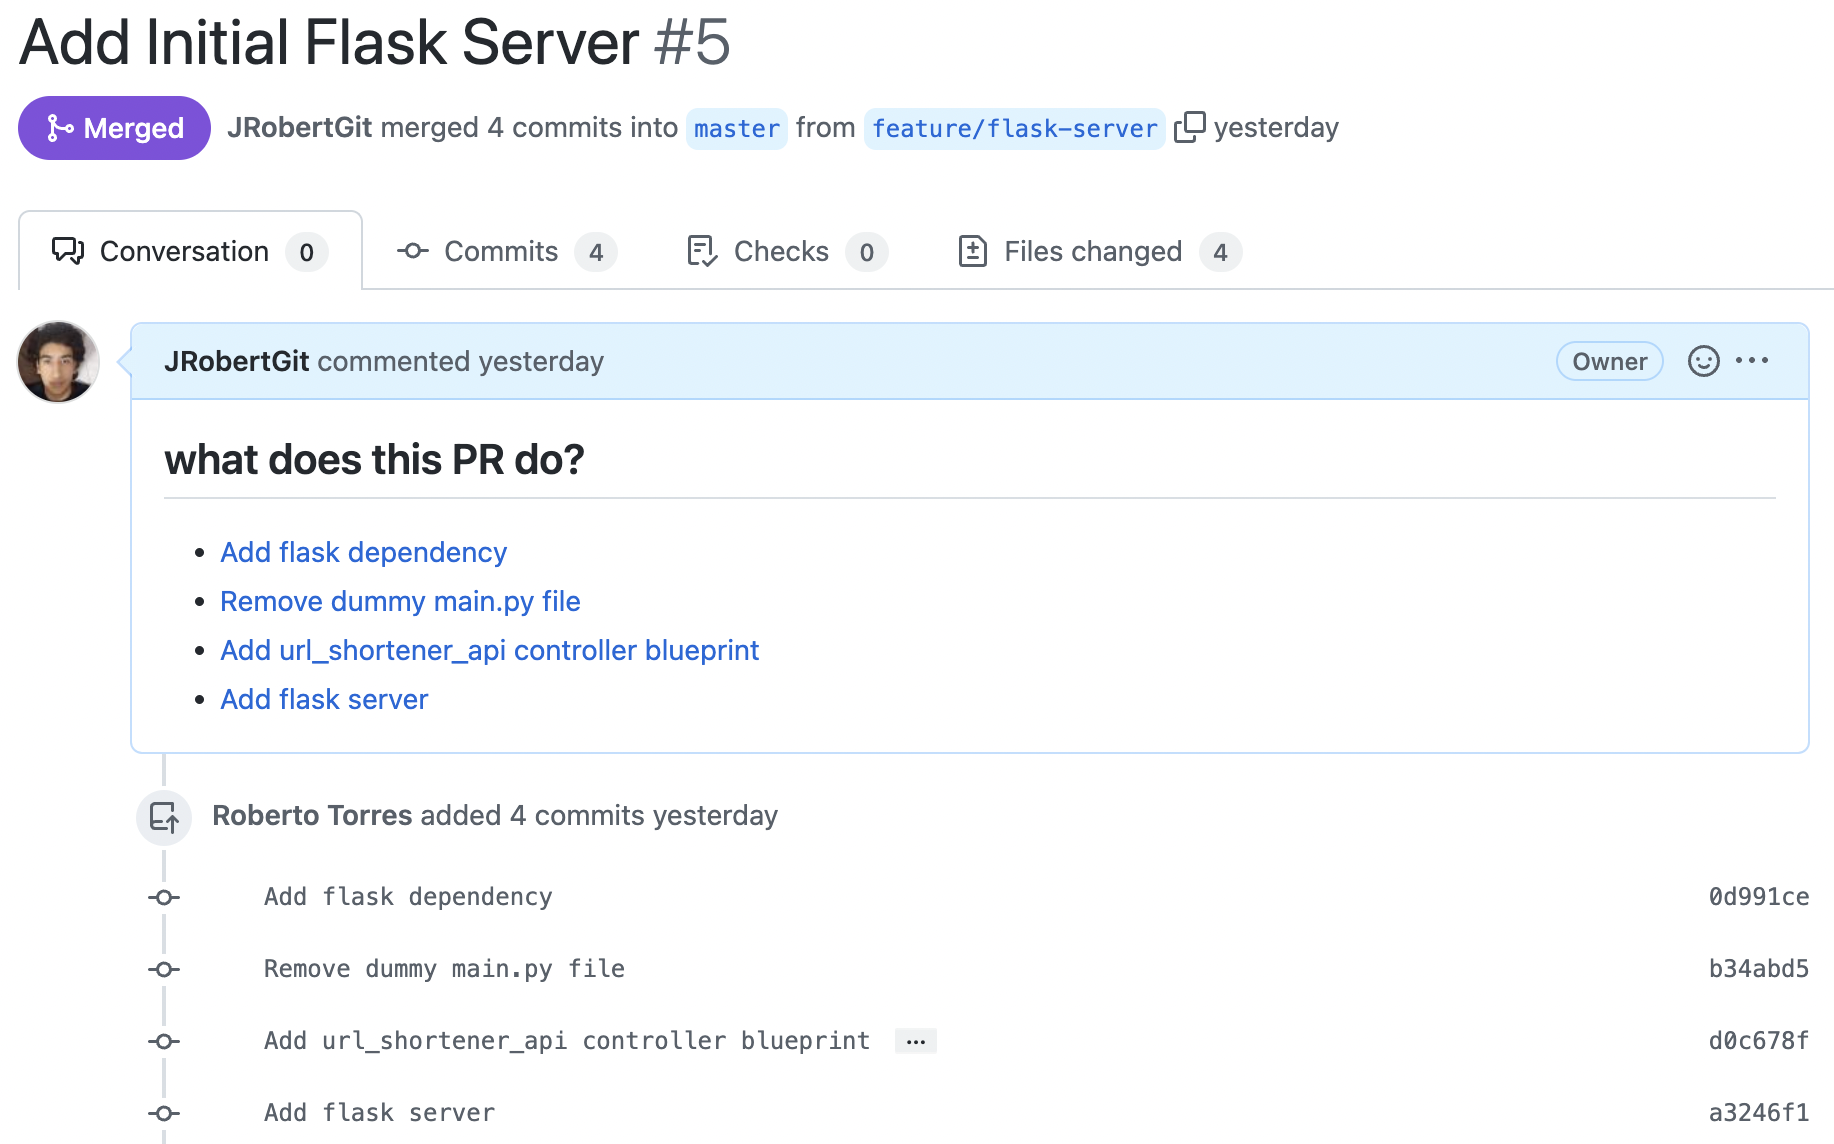 Add Initial Flask Server #5
Merged JRobertGit merged 4 commits into master from feature/flask-server yesterday
Conversation 0 Commits 4 Checks 0 Files changed 4
JRobertGit commented yesterday Owner
what does this PR do?
• Add flask dependency
• Remove dummy main.py file
• Add url_shortener_api controller blueprint
• Add flask server
Roberto Torres added 4 commits yesterday
Add flask dependency 0d991ce
Remove dummy main.py file b34abd5
Add url_shortener_api controller blueprint … d0c678f
Add flask server a3246f1